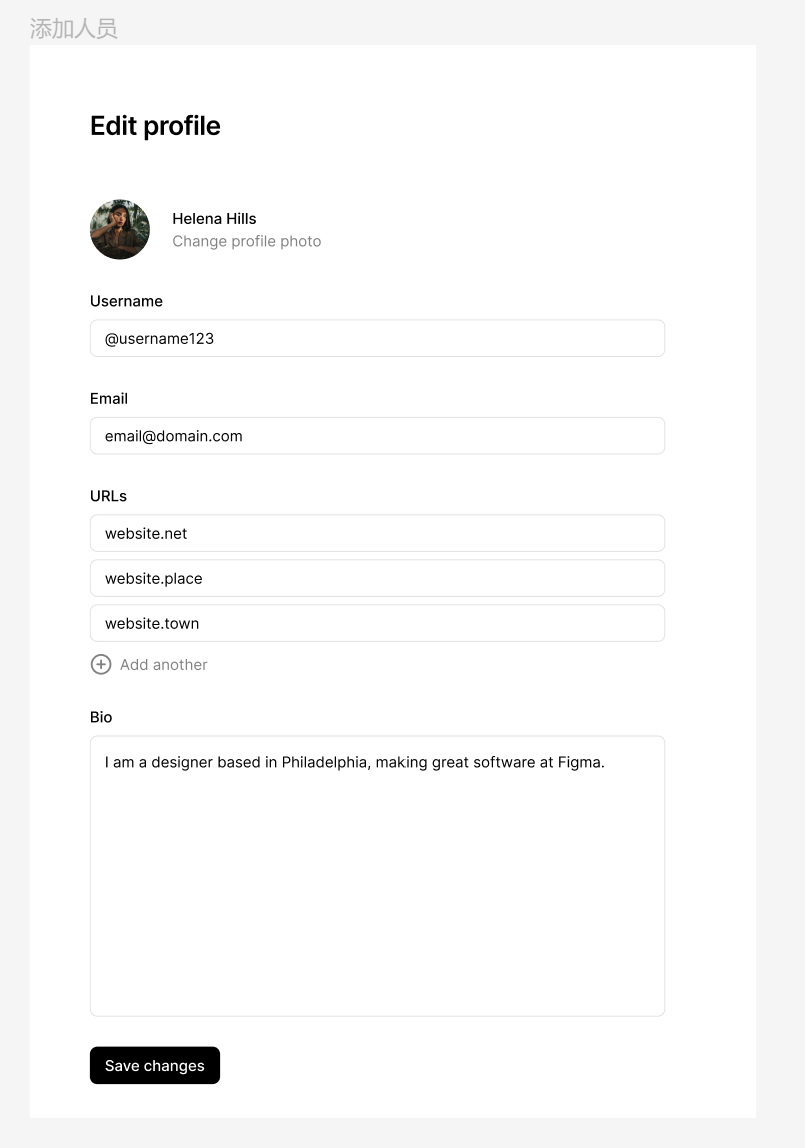 添加人员
Edit profile
Helena Hills
Change profile photo
Username
@username123
Email
email@domain.com
URLs
website.net
website.place
website.town
Add another
Bio
I am a designer based in Philadelphia, making great software at Figma.
Save changes